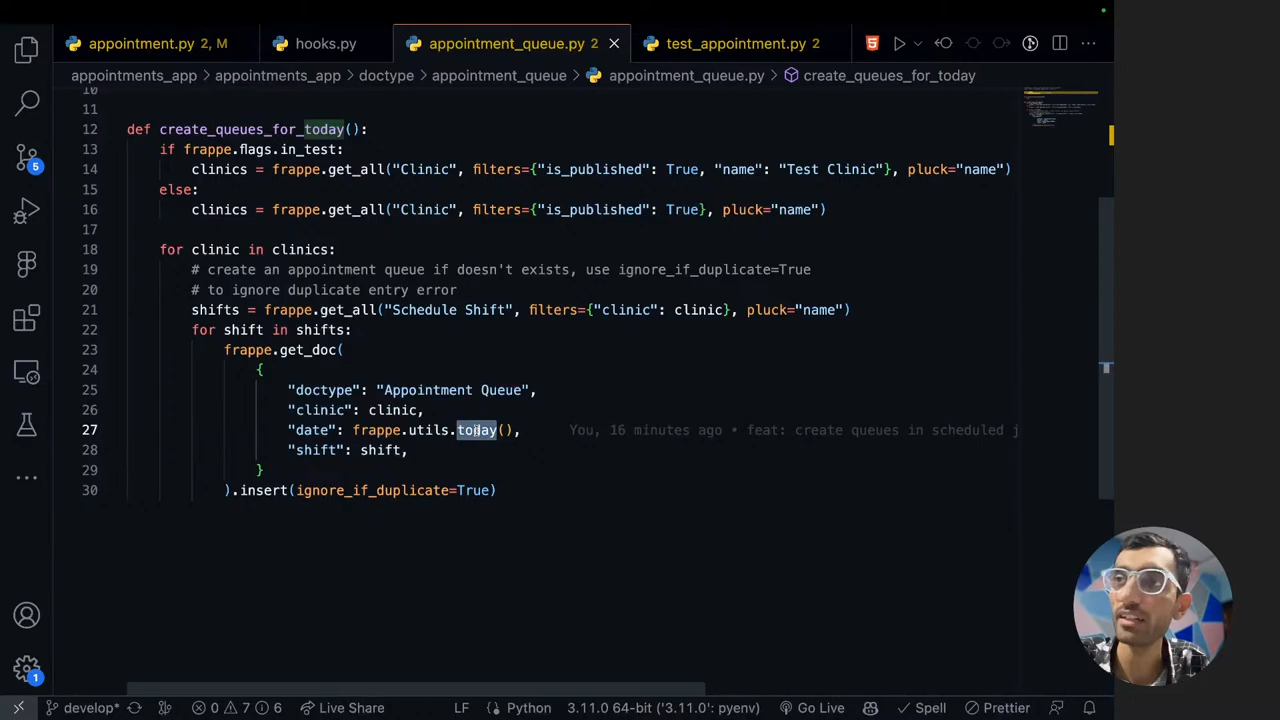 appointment.py 2, M
hooks.py
appointment_queue.py 2
test_appointment.py 2
appointments_app > appointments_app > doctype > appointment_queue > appointment_queue.py > create_queues_for_today
10
11
12 def create_queues_for_today():
13 if frappe.flags.in_test:
14 clinics = frappe.get_all("Clinic", filters={"is_published": True, "name": "Test Clinic"}, pluck="name")
15 else:
16 clinics = frappe.get_all("Clinic", filters={"is_published": True}, pluck="name")
17
18 for clinic in clinics:
19 # create an appointment queue if doesn't exists, use ignore_if_duplicate=True
20 # to ignore duplicate entry error
21 shifts = frappe.get_all("Schedule Shift", filters={"clinic": clinic}, pluck="name")
22 for shift in shifts:
23 frappe.get_doc(
24 {
25 "doctype": "Appointment Queue",
26 "clinic": clinic,
27 "date": frappe.utils.today(), You, 16 minutes ago • feat: create queues in scheduled j
28 "shift": shift,
29 }
30 ).insert(ignore_if_duplicate=True)
5
1
develop* 0 7 6 Live Share LF {} Python 3.11.0 64-bit ('3.11.0': pyenv) Go Live Spell Prettier